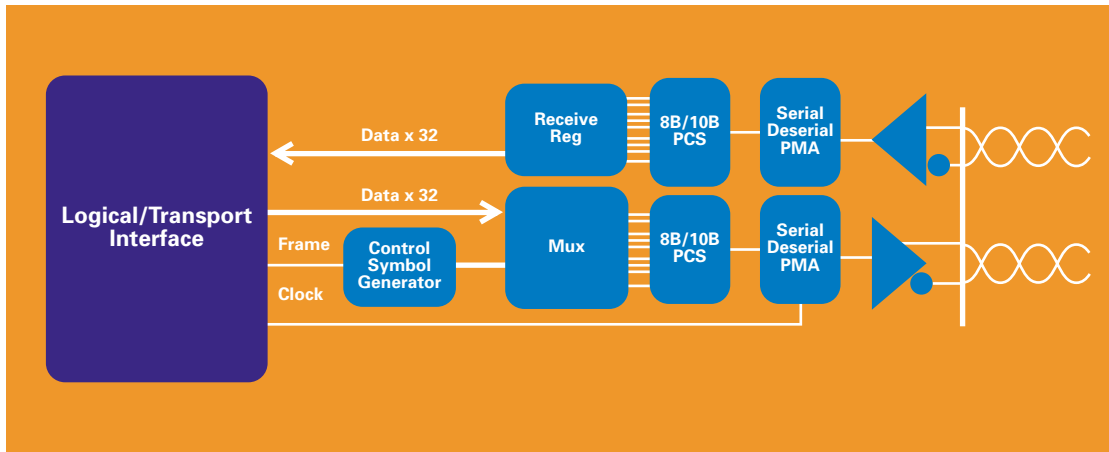 Logical/Transport
Interface
Data x 32
Data x 32
Frame
Clock
Control
Symbol
Generator
Receive
Reg
Mux
8B/10B
PCS
8B/10B
PCS
Serial
Deserial
PMA
Serial
Deserial
PMA